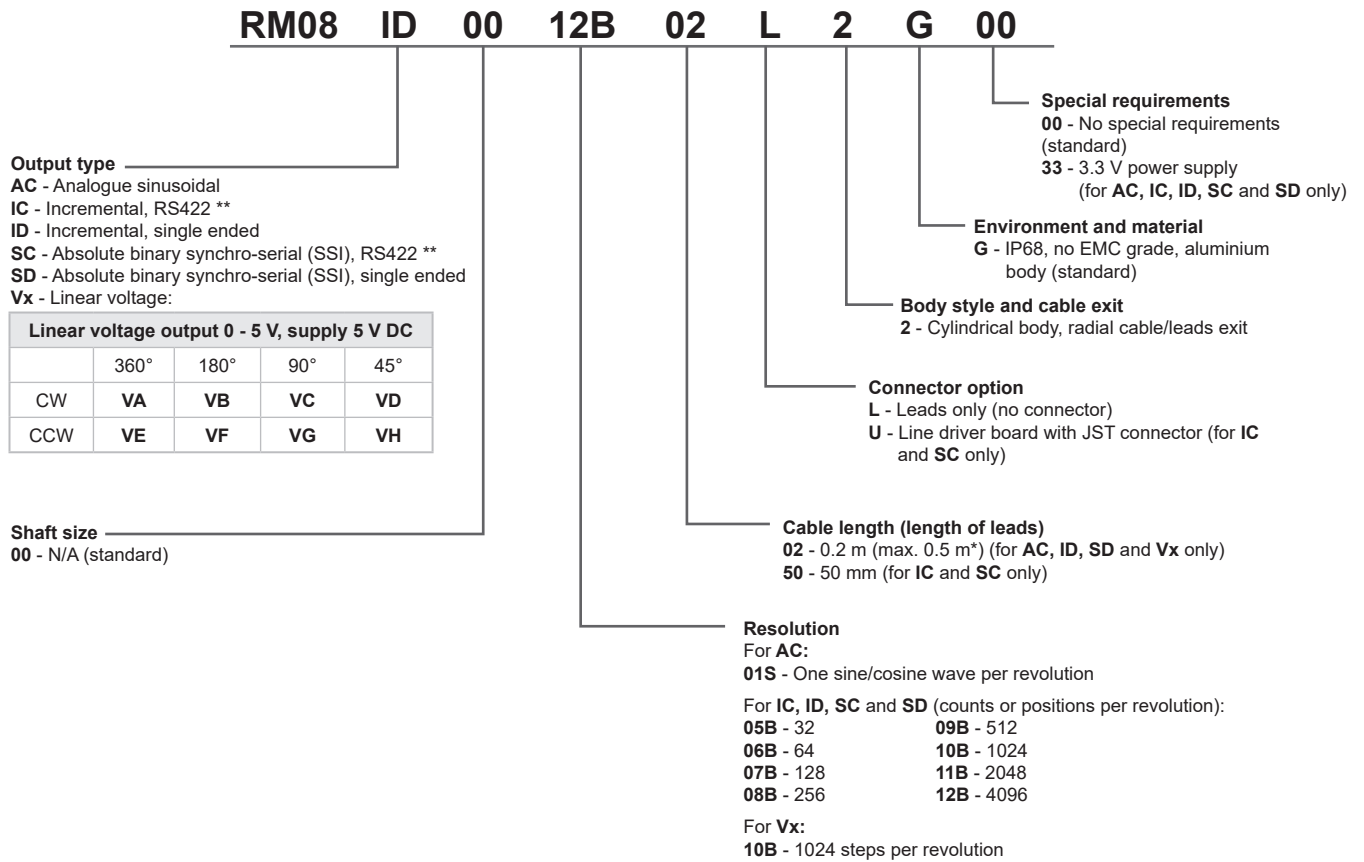 RM08 ID 00 12B 02 L 2 G 00
Special requirements
00 - No special requirements
(standard)
33 - 3.3 V power supply
(for AC, IC, ID, SC and SD only)
Output type
AC - Analogue sinusoidal
IC - Incremental, RS422 **
ID - Incremental, single ended
SC - Absolute binary synchro-serial (SSI), RS422 **
SD - Absolute binary synchro-serial (SSI), single ended
Vx - Linear voltage:
Linear voltage output 0 - 5 V, supply 5 V DC
360° 180° 90° 45°
CW VA VB VC VD
CCW VE VF VG VH
Environment and material
G - IP68, no EMC grade, aluminium
body (standard)
Body style and cable exit
2 - Cylindrical body, radial cable/leads exit
Connector option
L - Leads only (no connector)
U - Line driver board with JST connector (for IC
and SC only)
Shaft size
00 - N/A (standard)
Cable length (length of leads)
02 - 0.2 m (max. 0.5 m*) (for AC, ID, SD and Vx only)
50 - 50 mm (for IC and SC only)
Resolution
For AC:
01S - One sine/cosine wave per revolution
For IC, ID, SC and SD (counts or positions per revolution):
05B - 32 09B - 512
06B - 64 10B - 1024
07B - 128 11B - 2048
08B - 256 12B - 4096
For Vx:
10B - 1024 steps per revolution